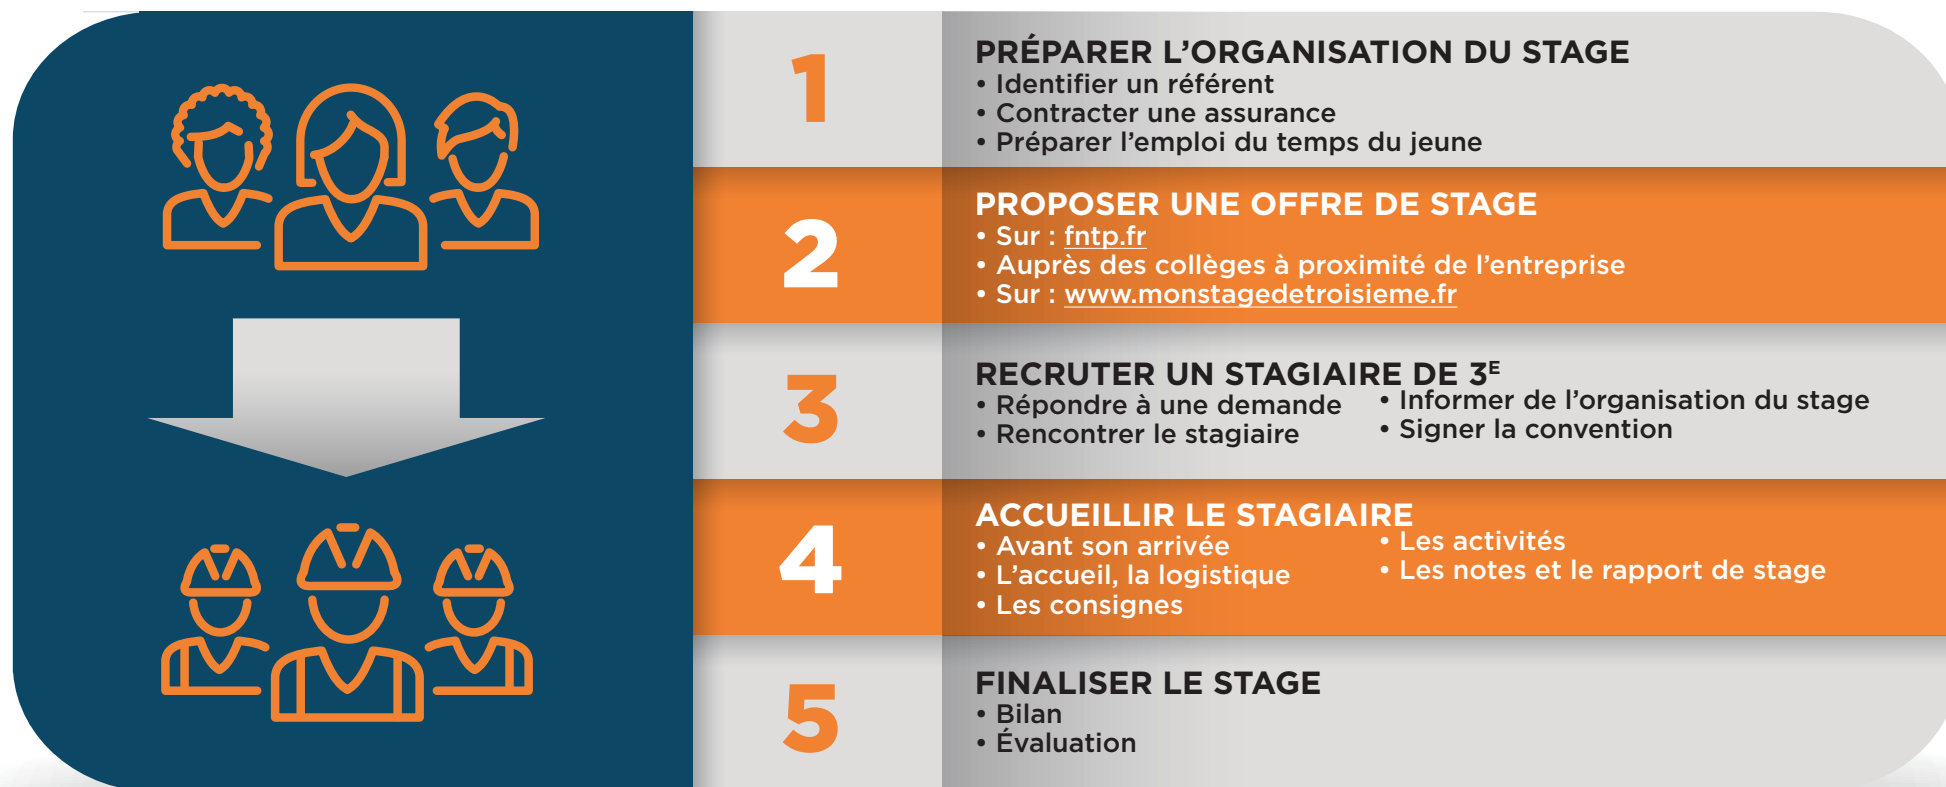 1
PRÉPARER L’ORGANISATION DU STAGE
• Identifier un référent
• Contracter une assurance
• Préparer l’emploi du temps du jeune
2
PROPOSER UNE OFFRE DE STAGE
• Sur : fntp.fr
• Auprès des collèges à proximité de l’entreprise
• Sur : www.monstagedetroisieme.fr
3
RECRUTER UN STAGIAIRE DE 3ᴱ
• Répondre à une demande
• Rencontrer le stagiaire
• Informer de l’organisation du stage
• Signer la convention
4
ACCUEILLIR LE STAGIAIRE
• Avant son arrivée
• L’accueil, la logistique
• Les consignes
• Les activités
• Les notes et le rapport de stage
5
FINALISER LE STAGE
• Bilan
• Évaluation